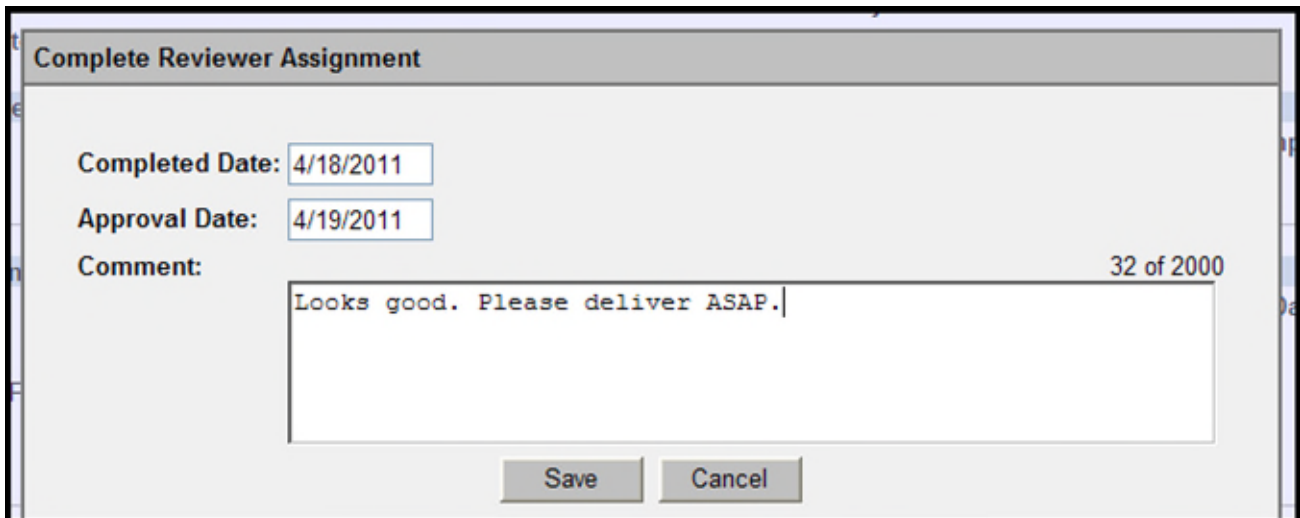 Complete Reviewer Assignment
Completed Date: 4/18/2011
Approval Date: 4/19/2011
Comment: 32 of 2000
Looks good. Please deliver ASAP.
Save Cancel